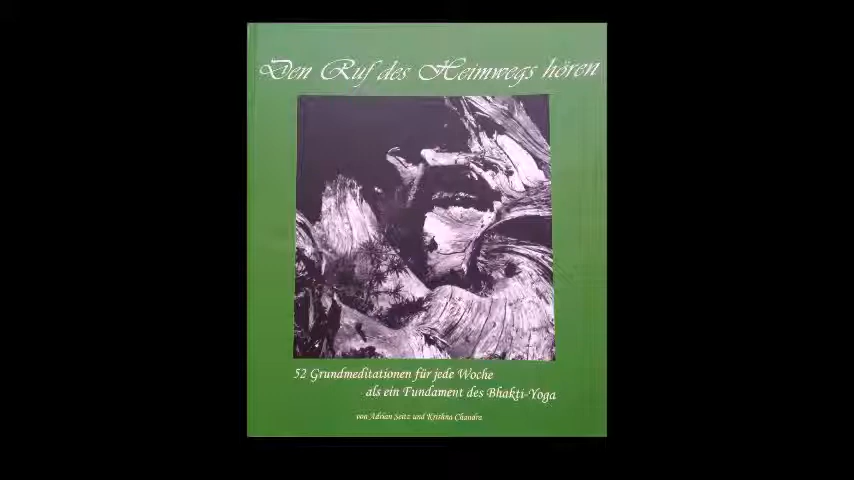 Den Ruf des Heimwegs hören
52 Grundmeditationen für jede Woche
als ein Fundament des Bhakti-Yoga
von Adrian Seitz und Krishna Chandra